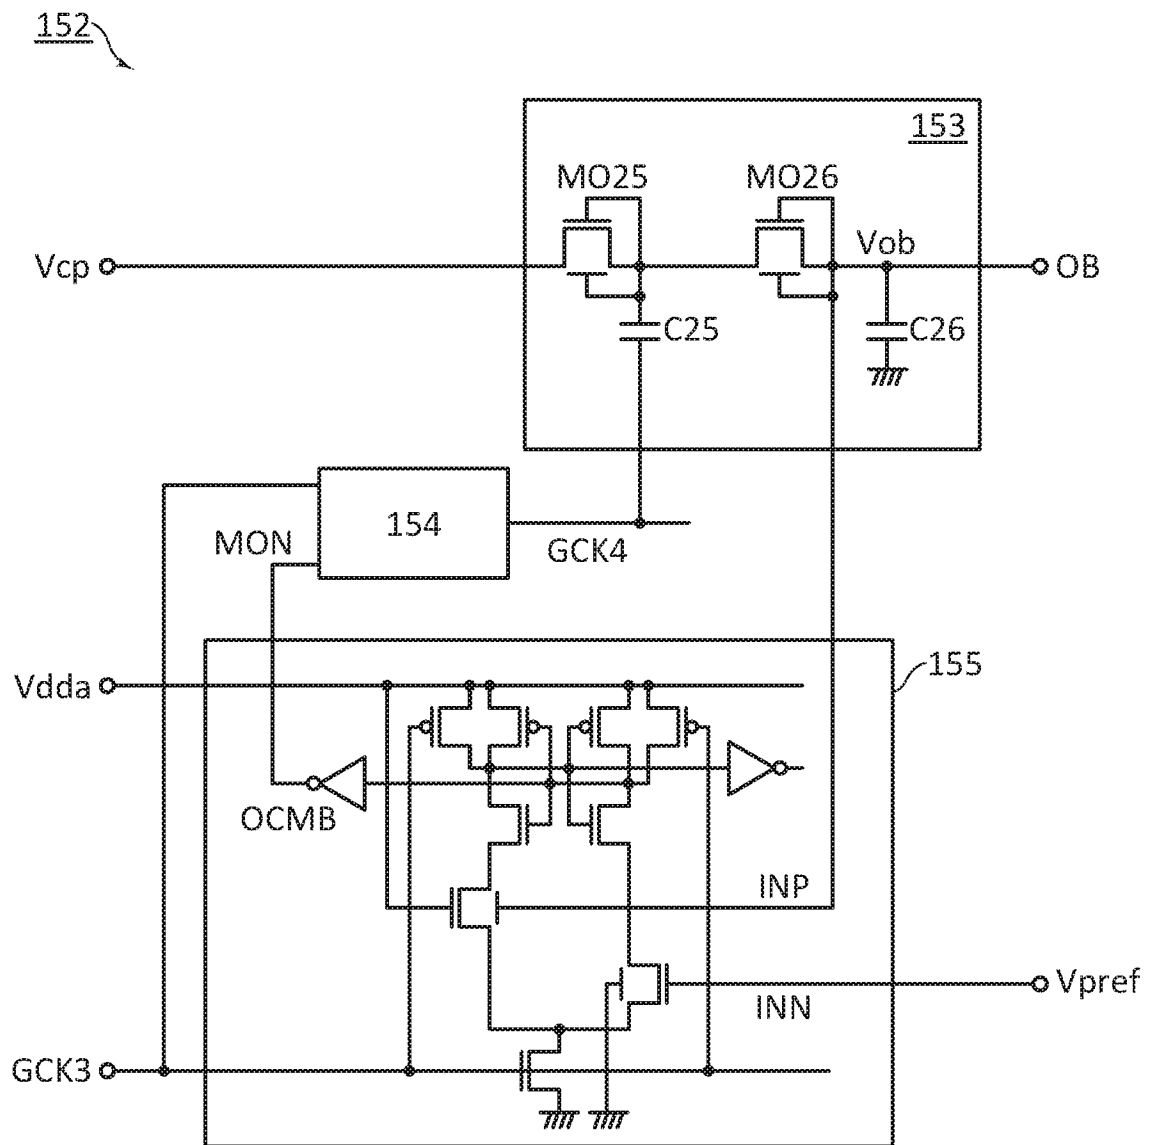 152
153
MO25
MO26
Vcp
Vob
OB
C25
C26
154
MON
GCK4
Vdda
155
OCMB
INP
Vpref
INN
GCK3